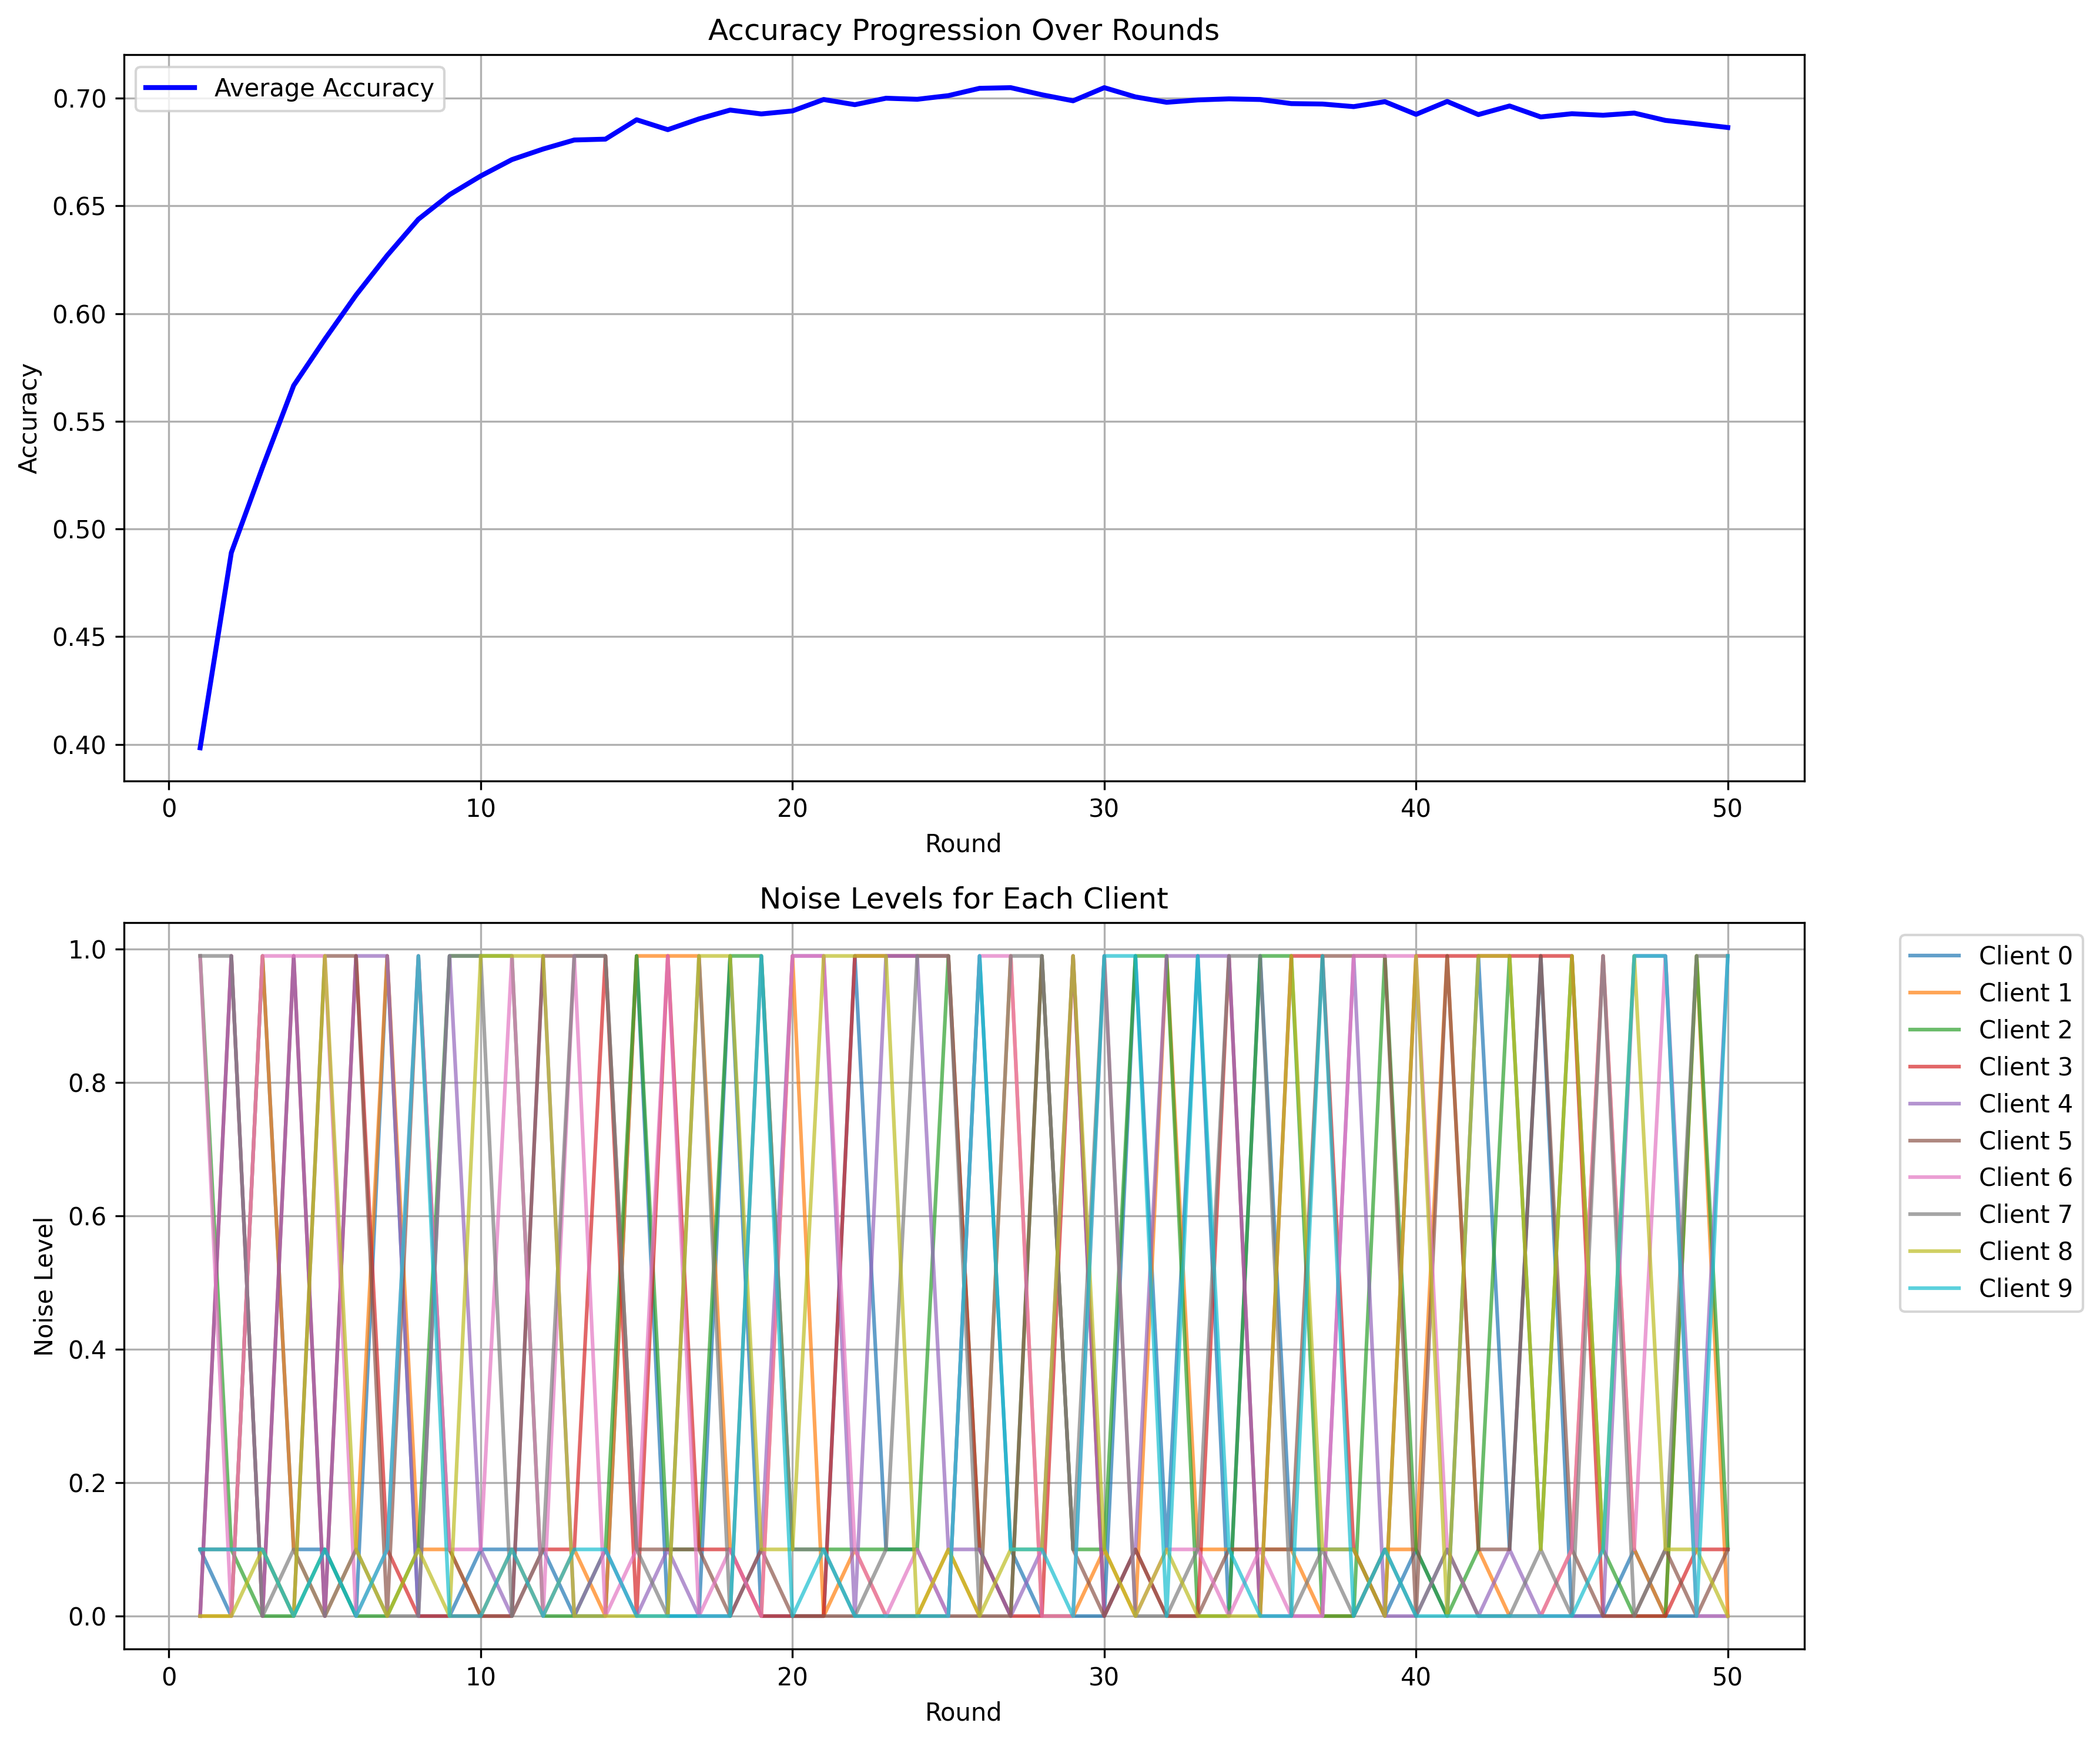 Accuracy Progression Over Rounds
Average Accuracy
0.70
0.65
0.60
0.55
0.50
0.45
0.40
Accuracy
0 10 20 30 40 50
Round
Noise Levels for Each Client
1.0
0.8
0.6
0.4
0.2
0.0
Noise Level
0 10 20 30 40 50
Round
Client 0
Client 1
Client 2
Client 3
Client 4
Client 5
Client 6
Client 7
Client 8
Client 9